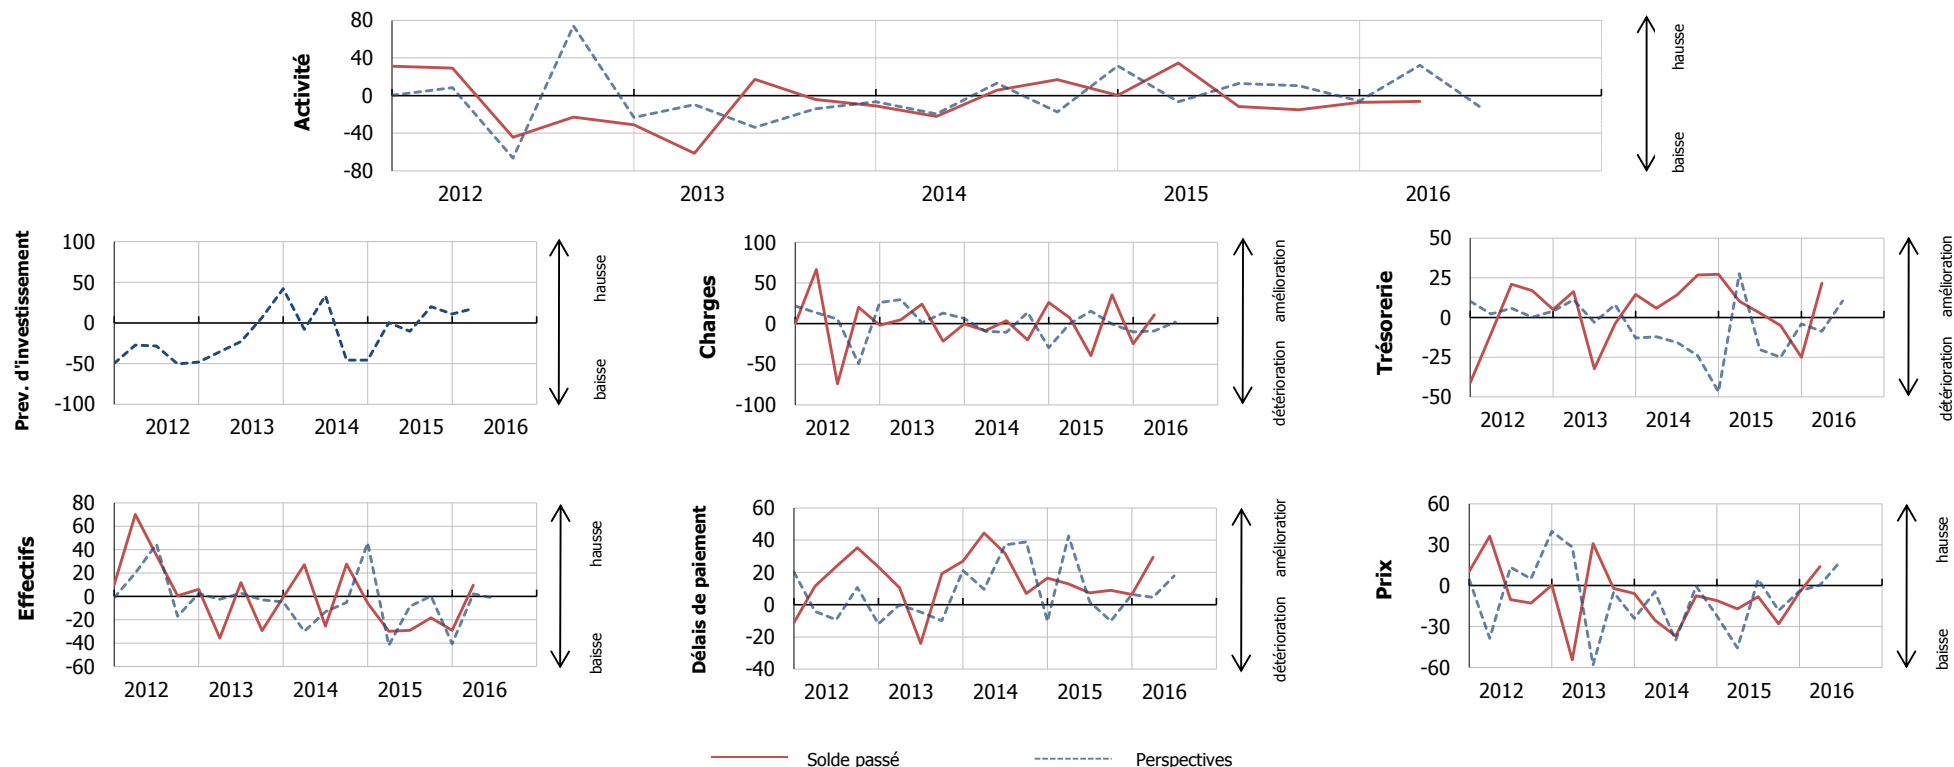 Activité
80
40
0
-40
-80
2012 2013 2014 2015 2016
hausse
baisse
Prev. d'investissement
100
50
0
-50
-100
2012 2013 2014 2015 2016
hausse
baisse
Charges
100
50
0
-50
-100
2012 2013 2014 2015 2016
amélioration
détérioration
Trésorerie
50
25
0
-25
-50
2012 2013 2014 2015 2016
amélioration
détérioration
Effectifs
80
60
40
20
0
-20
-40
-60
2012 2013 2014 2015 2016
hausse
baisse
Délais de paiement
60
40
20
0
-20
-40
2012 2013 2014 2015 2016
amélioratior
détérioration
Prix
60
30
0
-30
-60
2012 2013 2014 2015 2016
hausse
baisse
Solde passé Perspectives